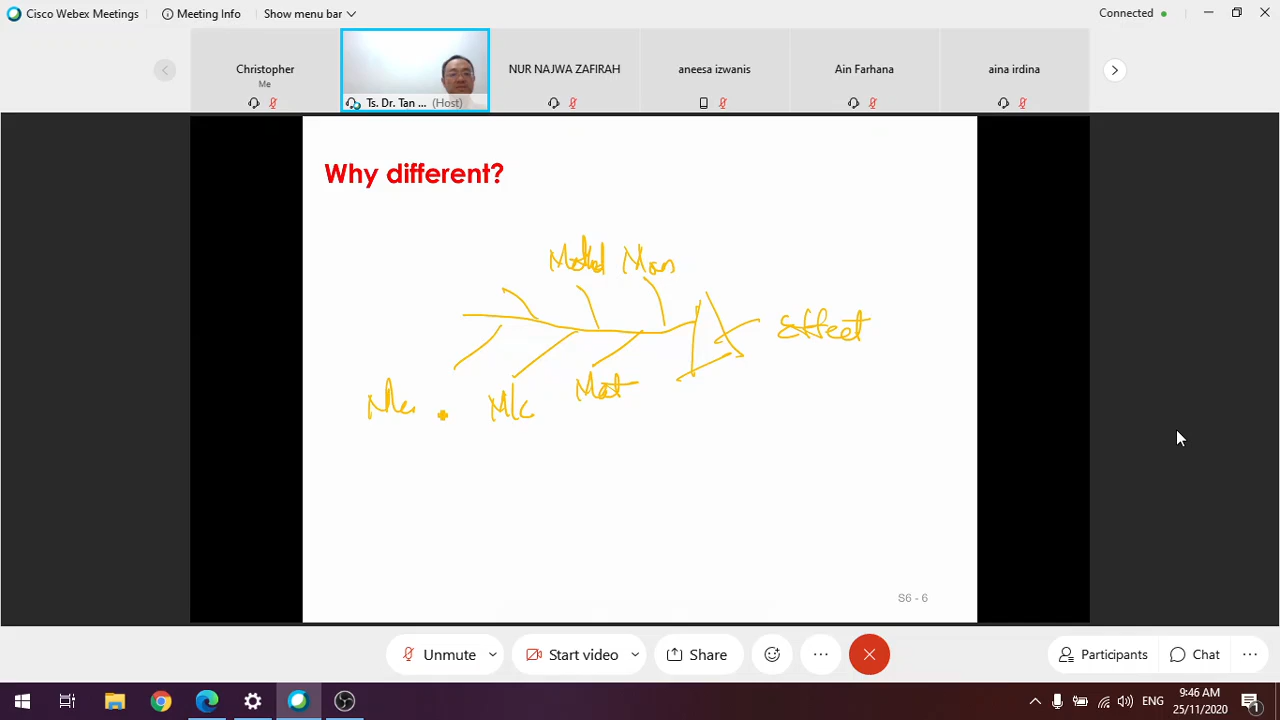 Cisco Webex Meetings Meeting Info Show menu bar Connected
Christopher
Me
Ts. Dr. Tan ... (Host)
NUR NAJWA ZAFIRAH
aneesa izwanis
Ain Farhana
aina irdina
Why different?
Man
Effect
Me M/c Mat
S6 - 6
Unmute Start video Share Participants Chat
ENG
9:46 AM
25/11/2020
1